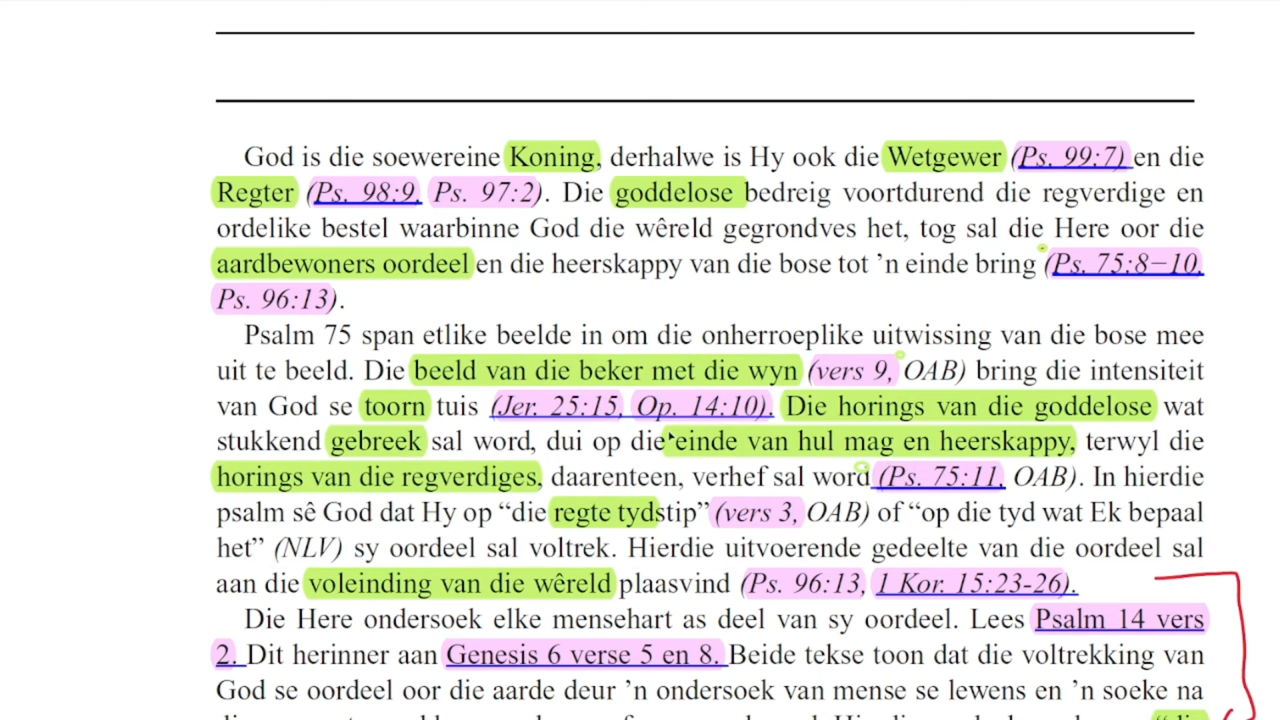 God is die soewereine Koning, derhalwe is Hy ook die Wetgewer (Ps. 99:7) en die
Regter (Ps. 98:9, Ps. 97:2). Die goddelose bedreig voortdurend die regverdige en
ordelike bestel waarbinne God die wêreld gegrondves het, tog sal die Here oor die
aardbewoners oordeel en die heerskappy van die bose tot ’n einde bring (Ps. 75:8–10,
Ps. 96:13).
Psalm 75 span etlike beelde in om die onherroeplike uitwissing van die bose mee
uit te beeld. Die beeld van die beker met die wyn (vers 9, OAB) bring die intensiteit
van God se toorn tuis (Jer. 25:15, Op. 14:10). Die horings van die goddelose wat
stukkend gebreek sal word, dui op die einde van hul mag en heerskappy, terwyl die
horings van die regverdiges, daarenteen, verhef sal word (Ps. 75:11, OAB). In hierdie
psalm sê God dat Hy op “die regte tydstip” (vers 3, OAB) of “op die tyd wat Ek bepaal
het” (NLV) sy oordeel sal voltrek. Hierdie uitvoerende gedeelte van die oordeel sal
aan die voleinding van die wêreld plaasvind (Ps. 96:13, 1 Kor. 15:23-26).
Die Here ondersoek elke mensehart as deel van sy oordeel. Lees Psalm 14 vers
2. Dit herinner aan Genesis 6 verse 5 en 8. Beide tekse toon dat die voltrekking van
God se oordeel oor die aarde deur ’n ondersoek van mense se lewens en ’n soeke na